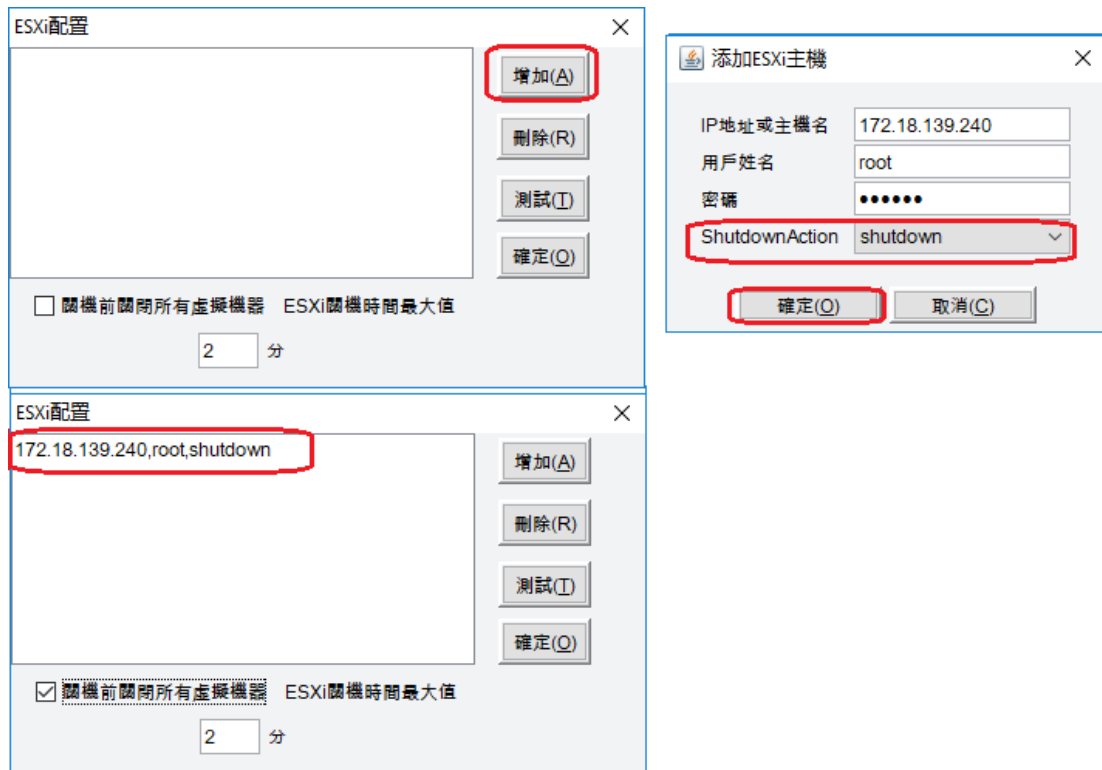 ESXi配置
增加(A)
刪除(R)
測試(T)
確定(O)
關機前關閉所有虛擬機器 ESXi關機時間最大值
2 分
添加ESXi主機
IP地址或主機名 172.18.139.240
用戶姓名 root
密碼 ●●●●●●
ShutdownAction shutdown
確定(O) 取消(C)
ESXi配置
172.18.139.240,root,shutdown
增加(A)
刪除(R)
測試(T)
確定(O)
關機前關閉所有虛擬機器 ESXi關機時間最大值
2 分